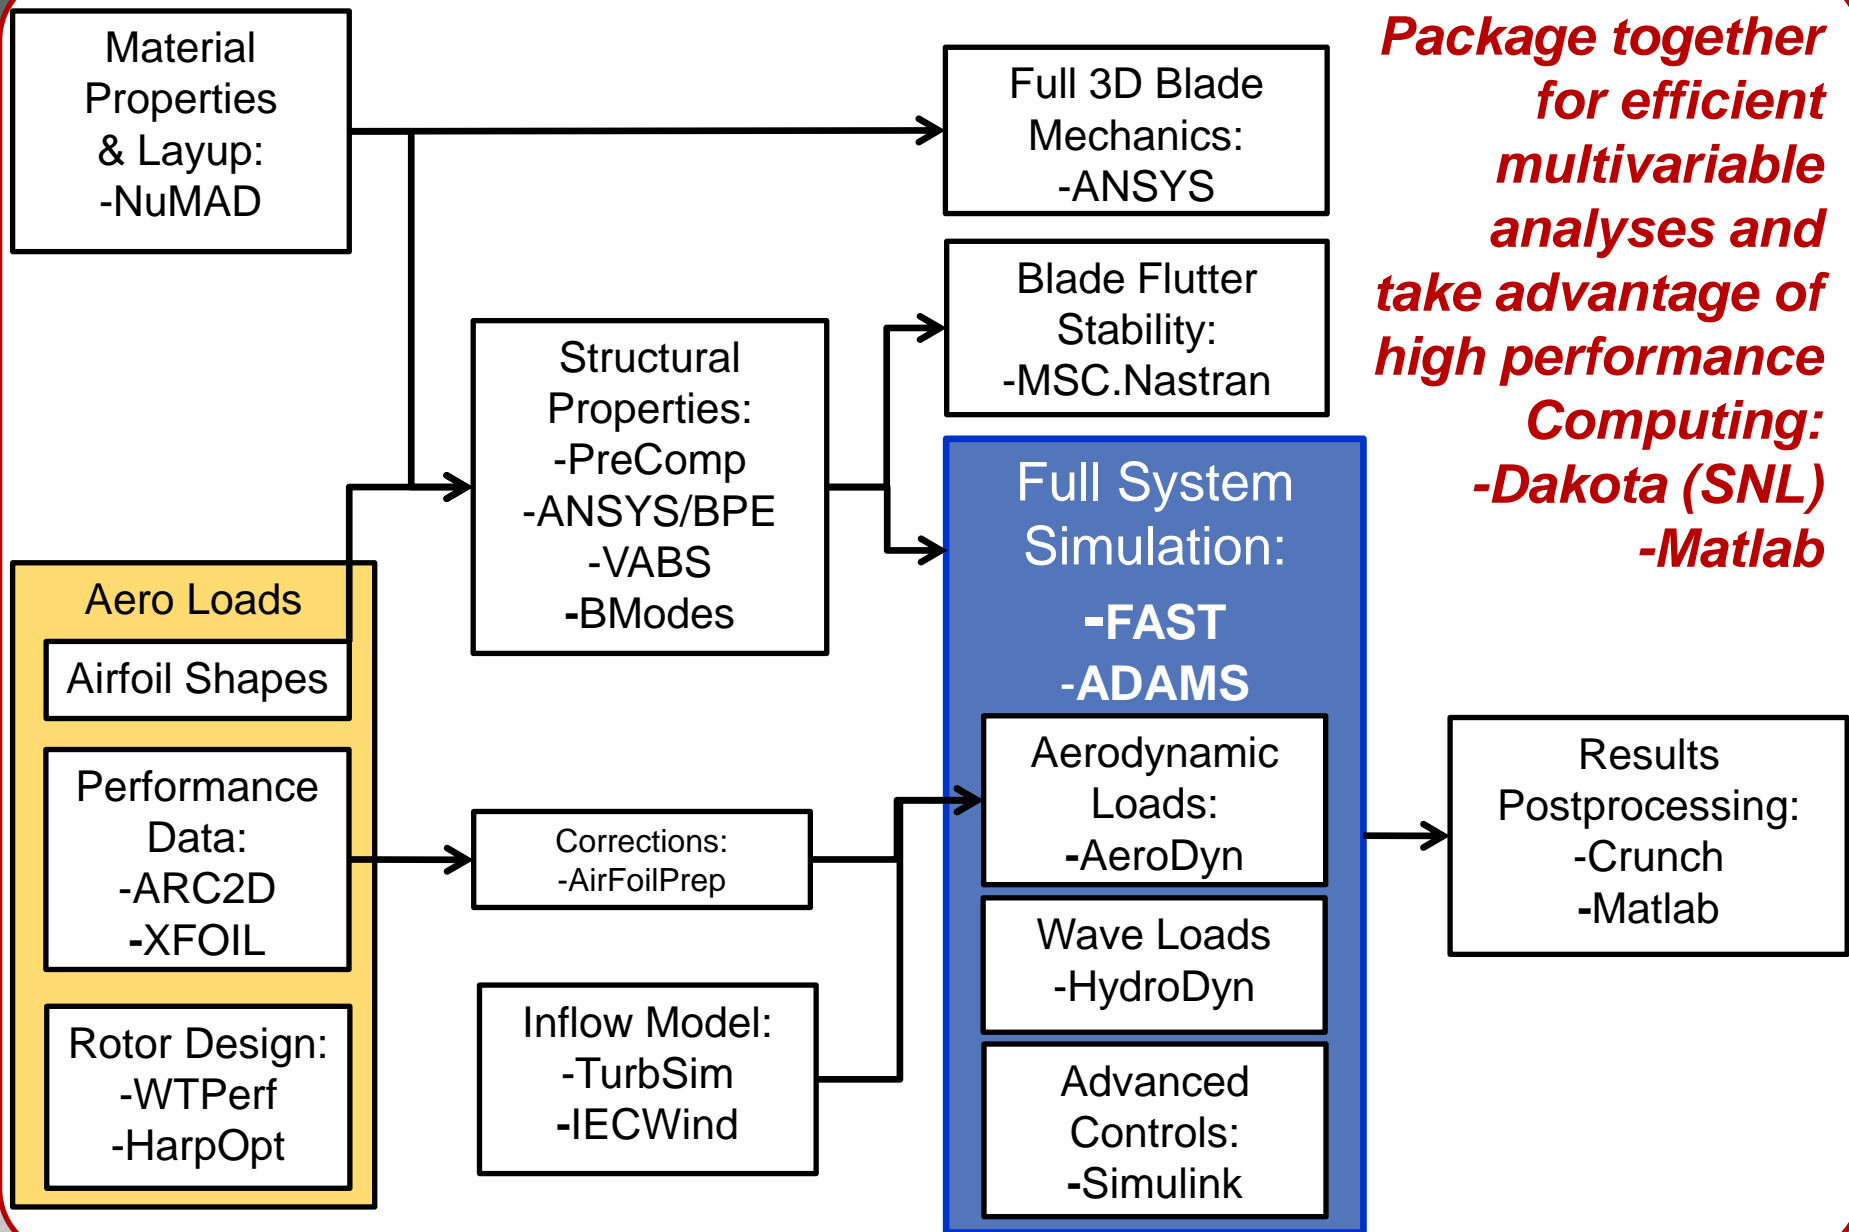 Material
Properties
& Layup:
-NuMAD
Full 3D Blade
Mechanics:
-ANSYS
Package together
for efficient
multivariable
analyses and
take advantage of
high performance
Computing:
-Dakota (SNL)
-Matlab
Blade Flutter
Stability:
-MSC.Nastran
Structural
Properties:
-PreComp
-ANSYS/BPE
-VABS
-BModes
Full System
Simulation:
-FAST
-ADAMS
Aero Loads
Airfoil Shapes
Performance
Data:
-ARC2D
-XFOIL
Rotor Design:
-WTPerf
-HarpOpt
Corrections:
-AirFoilPrep
Inflow Model:
-TurbSim
-IECWind
Aerodynamic
Loads:
-AeroDyn
Wave Loads
-HydroDyn
Advanced
Controls:
-Simulink
Results
Postprocessing:
-Crunch
-Matlab